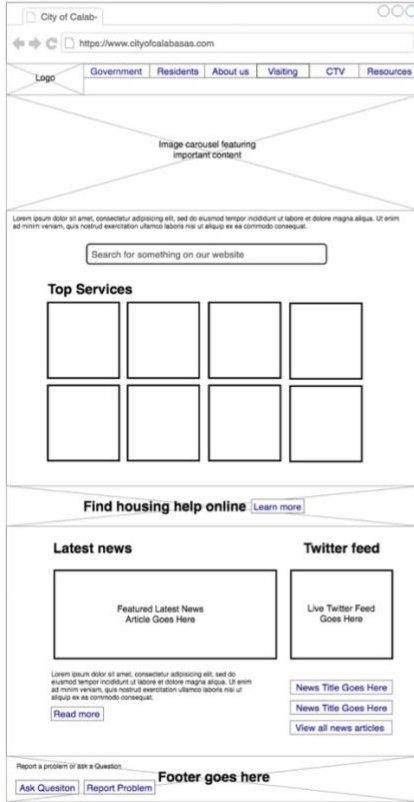 City of Calab-
https://www.cityofcalabasas.com
Logo
Government
Residents
About us
Visiting
CTV
Resources
Image carousel featuring
important content
Lorem ipsum dolor sit amet, consectetur adipisicing elit, sed do eiusmod tempor incididunt ut labore et dolore magna aliqua. Ut enim
ad minim veniam, quis nostrud exercitation ullamco laboris nisi ut aliquip ex ea commodo consequat.
Search for something on our website
Top Services
Find housing help online
Learn more
Latest news
Featured Latest News
Article Goes Here
Lorem ipsum dolor sit amet, consectetur adipisicing elit, sed do
eiusmod tempor incididunt ut labore et dolore magna aliqua. Ut enim
ad minim veniam, quis nostrud exercitation ullamco laboris nisi ut
aliquip ex ea commodo consequat.
Read more
Twitter feed
Live Twitter Feed
Goes Here
News Title Goes Here
News Title Goes Here
View all news articles
Report a problem or ask a Question
Ask Quesiton
Report Problem
Footer goes here